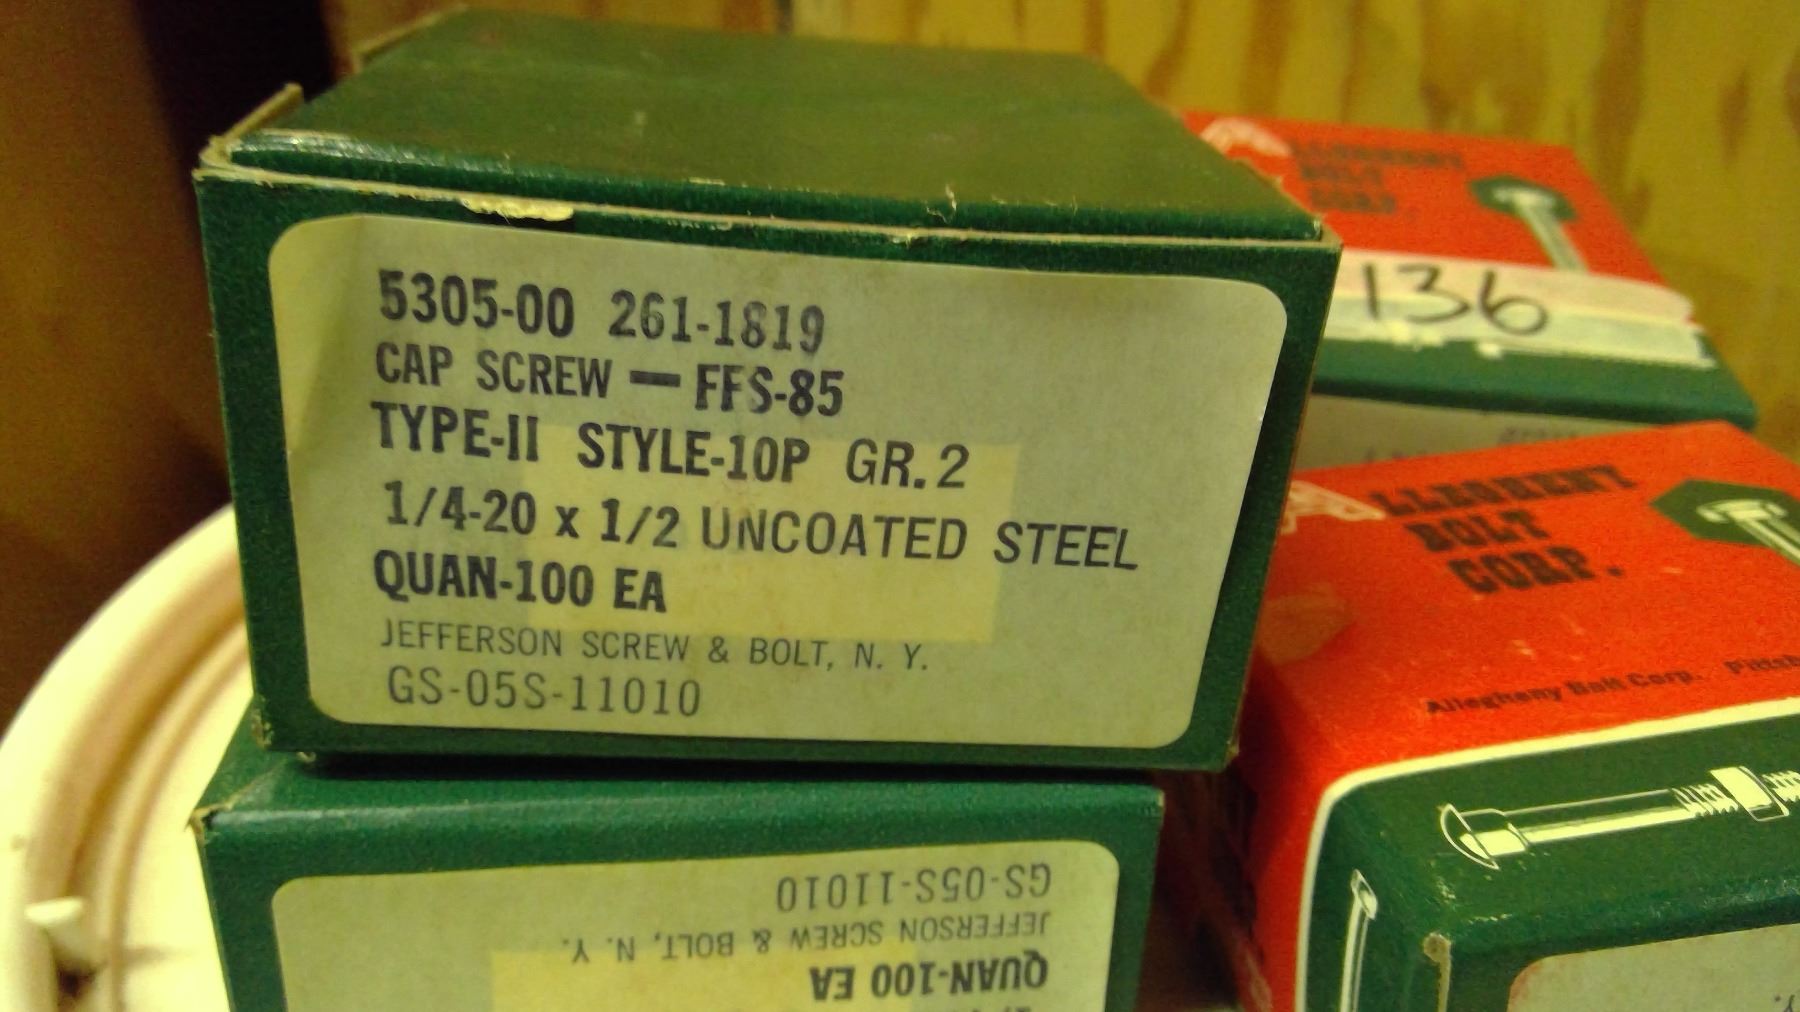 5305-00 261-1819
CAP SCREW — FFS-85
TYPE-II STYLE-10P GR.2
1/4-20 x 1/2 UNCOATED STEEL
QUAN-100 EA
JEFFERSON SCREW & BOLT, N. Y.
GS-05S-11010
GS-05S-11010
JEFFERSON SCREW & BOLT, N. Y.
QUAN-100 EA
ALLEGHENY
BOLT
CORP.
136
ALLEGHENY
BOLT
CORP.
Allegheny Bolt Corp.